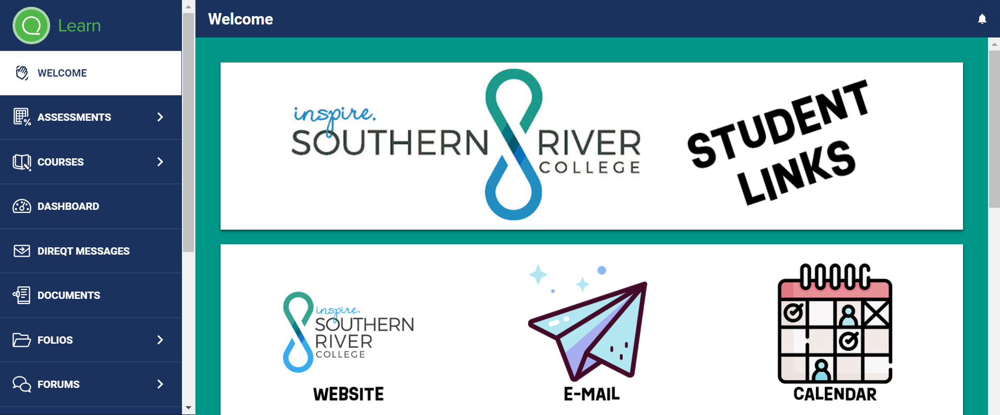 Learn
Welcome
WELCOME
ASSESSMENTS
COURSES
DASHBOARD
DIREQT MESSAGES
DOCUMENTS
FOLIOS
FORUMS
inspire.
SOUTHERN RIVER
COLLEGE
STUDENT
LINKS
inspire.
SOUTHERN
RIVER
COLLEGE
WEBSITE
E-MAIL
CALENDAR